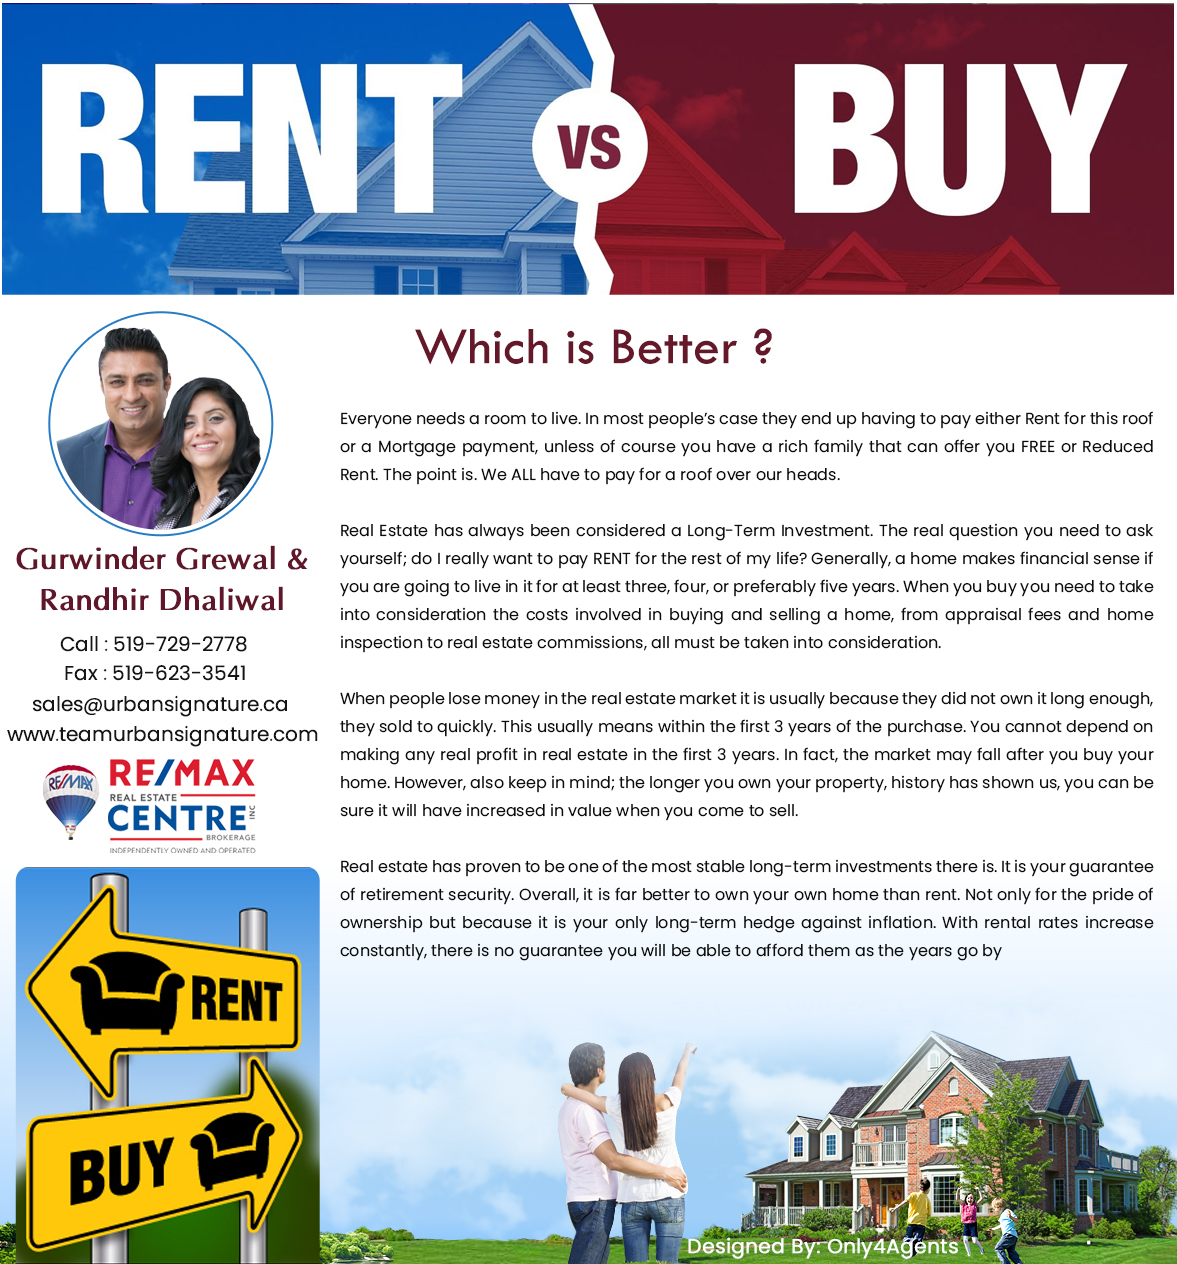 RENT
VS
BUY
Which is Better ?
Everyone needs a room to live. In most people's case they end up having to pay either Rent for this roof
or a Mortgage payment, unless of course you have a rich family that can offer you FREE or Reduced
Rent. The point is. We ALL have to pay for a roof over our heads.
Real Estate has always been considered a Long-Term Investment. The real question you need to ask
yourself; do I really want to pay RENT for the rest of my life? Generally, a home makes financial sense if
you are going to live in it for at least three, four, or preferably five years. When you buy you need to take
into consideration the costs involved in buying and selling a home, from appraisal fees and home
inspection to real estate commissions, all must be taken into consideration.
When people lose money in the real estate market it is usually because they did not own it long enough,
they sold to quickly. This usually means within the first 3 years of the purchase. You cannot depend on
making any real profit in real estate in the first 3 years. In fact, the market may fall after you buy your
home. However, also keep in mind; the longer you own your property, history has shown us, you can be
sure it will have increased in value when you come to sell.
Real estate has proven to be one of the most stable long-term investments there is. It is your guarantee
of retirement security. Overall, it is far better to own your own home than rent. Not only for the pride of
ownership but because it is your only long-term hedge against inflation. With rental rates increase
constantly, there is no guarantee you will be able to afford them as the years go by
Gurwinder Grewal &
Randhir Dhaliwal
Call : 519-729-2778
Fax : 519-623-3541
sales@urbansignature.ca
www.teamurbansignature.com
RE/MAX
RE/MAX
REAL ESTATE
CENTRE INC
BROKERAGE
INDEPENDENTLY OWNED AND OPERATED
RENT
BUY
Designed By: Only4Agents